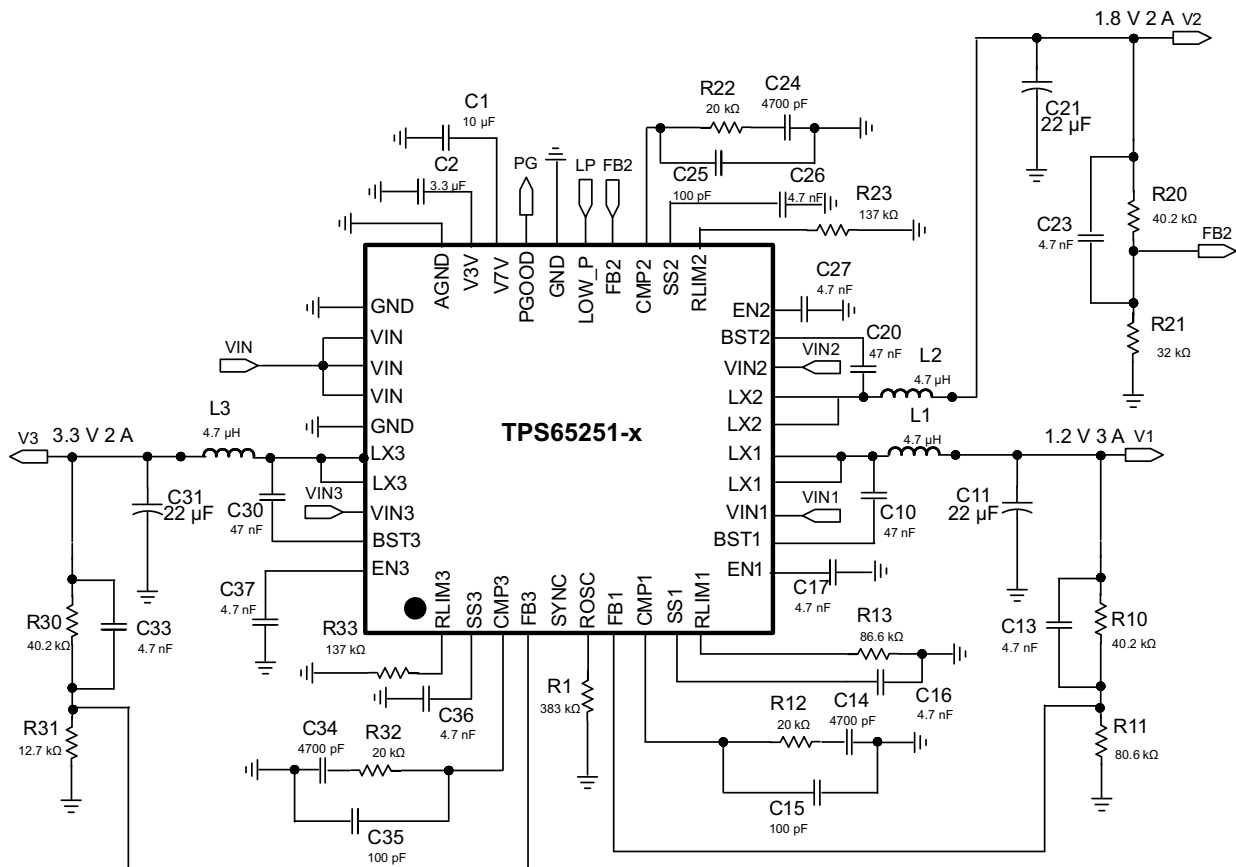 1.8 V 2 A V2
C21
22 µF
R20
40.2 kΩ
C23
4.7 nF
FB2
R21
32 kΩ
C1
10 µF
C2
3.3 µF
PG
LP
FB2
R22
20 kΩ
C24
4700 pF
C25
100 pF
C26
4.7 nF
R23
137 kΩ
AGND
V3V
V7V
PGOOD
GND
LOW_P
FB2
CMP2
SS2
RLIM2
C27
4.7 nF
GND
VIN
VIN
VIN
VIN
GND
EN2
BST2
VIN2
VIN2
LX2
LX2
C20
47 nF
L2
4.7 µH
L1
4.7 µH
TPS65251-x
L3
4.7 µH
V3 3.3 V 2 A
LX3
LX3
VIN3
VIN3
BST3
EN3
C31
22 µF
C30
47 nF
LX1
LX1
VIN1
VIN1
BST1
EN1
1.2 V 3 A V1
C11
22 µF
C10
47 nF
C17
4.7 nF
C37
4.7 nF
R30
40.2 kΩ
C33
4.7 nF
R31
12.7 kΩ
RLIM3
SS3
CMP3
FB3
SYNC
ROSC
FB1
CMP1
SS1
RLIM1
R33
137 kΩ
C36
4.7 nF
C34
4700 pF
R32
20 kΩ
C35
100 pF
R1
383 kΩ
R13
86.6 kΩ
C16
4.7 nF
R12
20 kΩ
C14
4700 pF
C15
100 pF
C13
4.7 nF
R10
40.2 kΩ
R11
80.6 kΩ